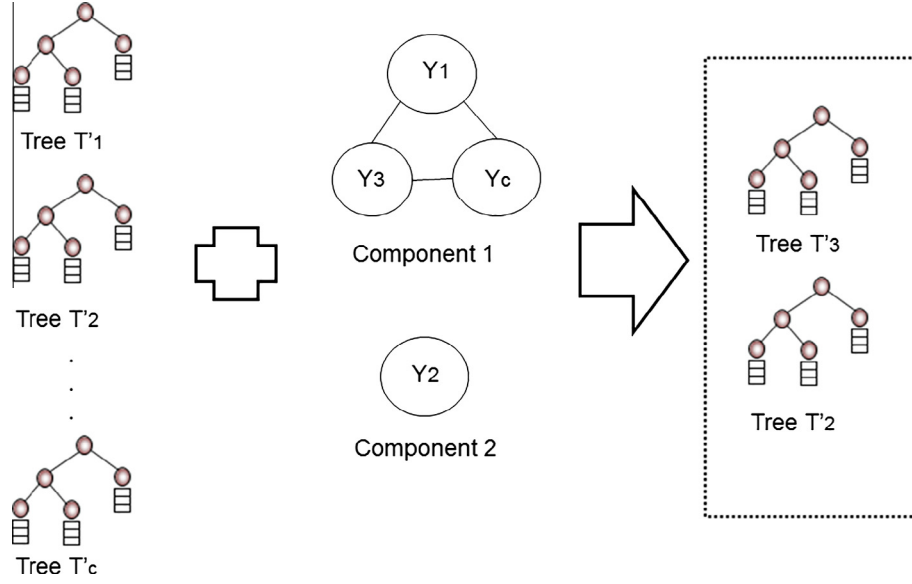 Tree T'1
Tree T'2
.
.
.
Tree T'c
Y1
Y3
Yc
Component 1
Y2
Component 2
Tree T'3
Tree T'2